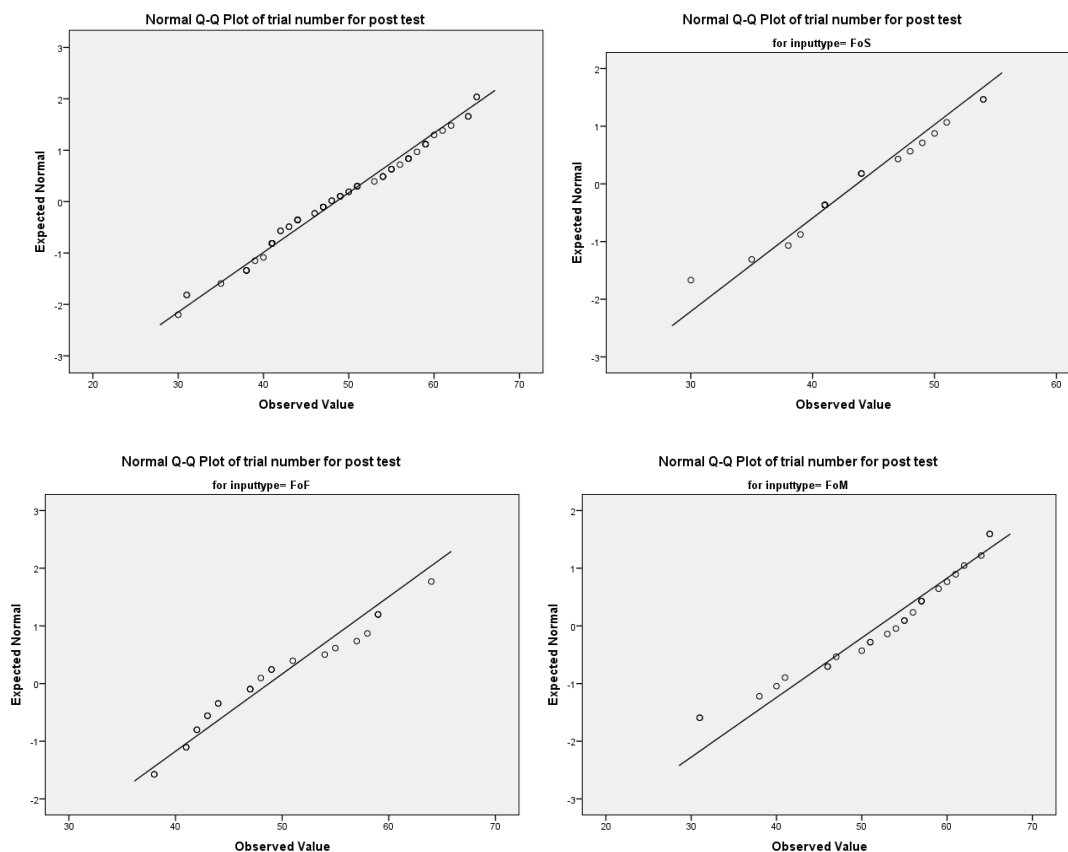 Normal Q-Q Plot of trial number for post test
3
2
1
0
-1
-2
-3
Expected Normal
20 30 40 50 60 70
Observed Value
Normal Q-Q Plot of trial number for post test
for inputtype= FoS
2
1
0
-1
-2
-3
Expected Normal
30 40 50 60
Observed Value
Normal Q-Q Plot of trial number for post test
for inputtype= FoF
3
2
1
0
-1
-2
Expected Normal
30 40 50 60 70
Observed Value
Normal Q-Q Plot of trial number for post test
for inputtype= FoM
2
1
0
-1
-2
-3
Expected Normal
20 30 40 50 60 70
Observed Value